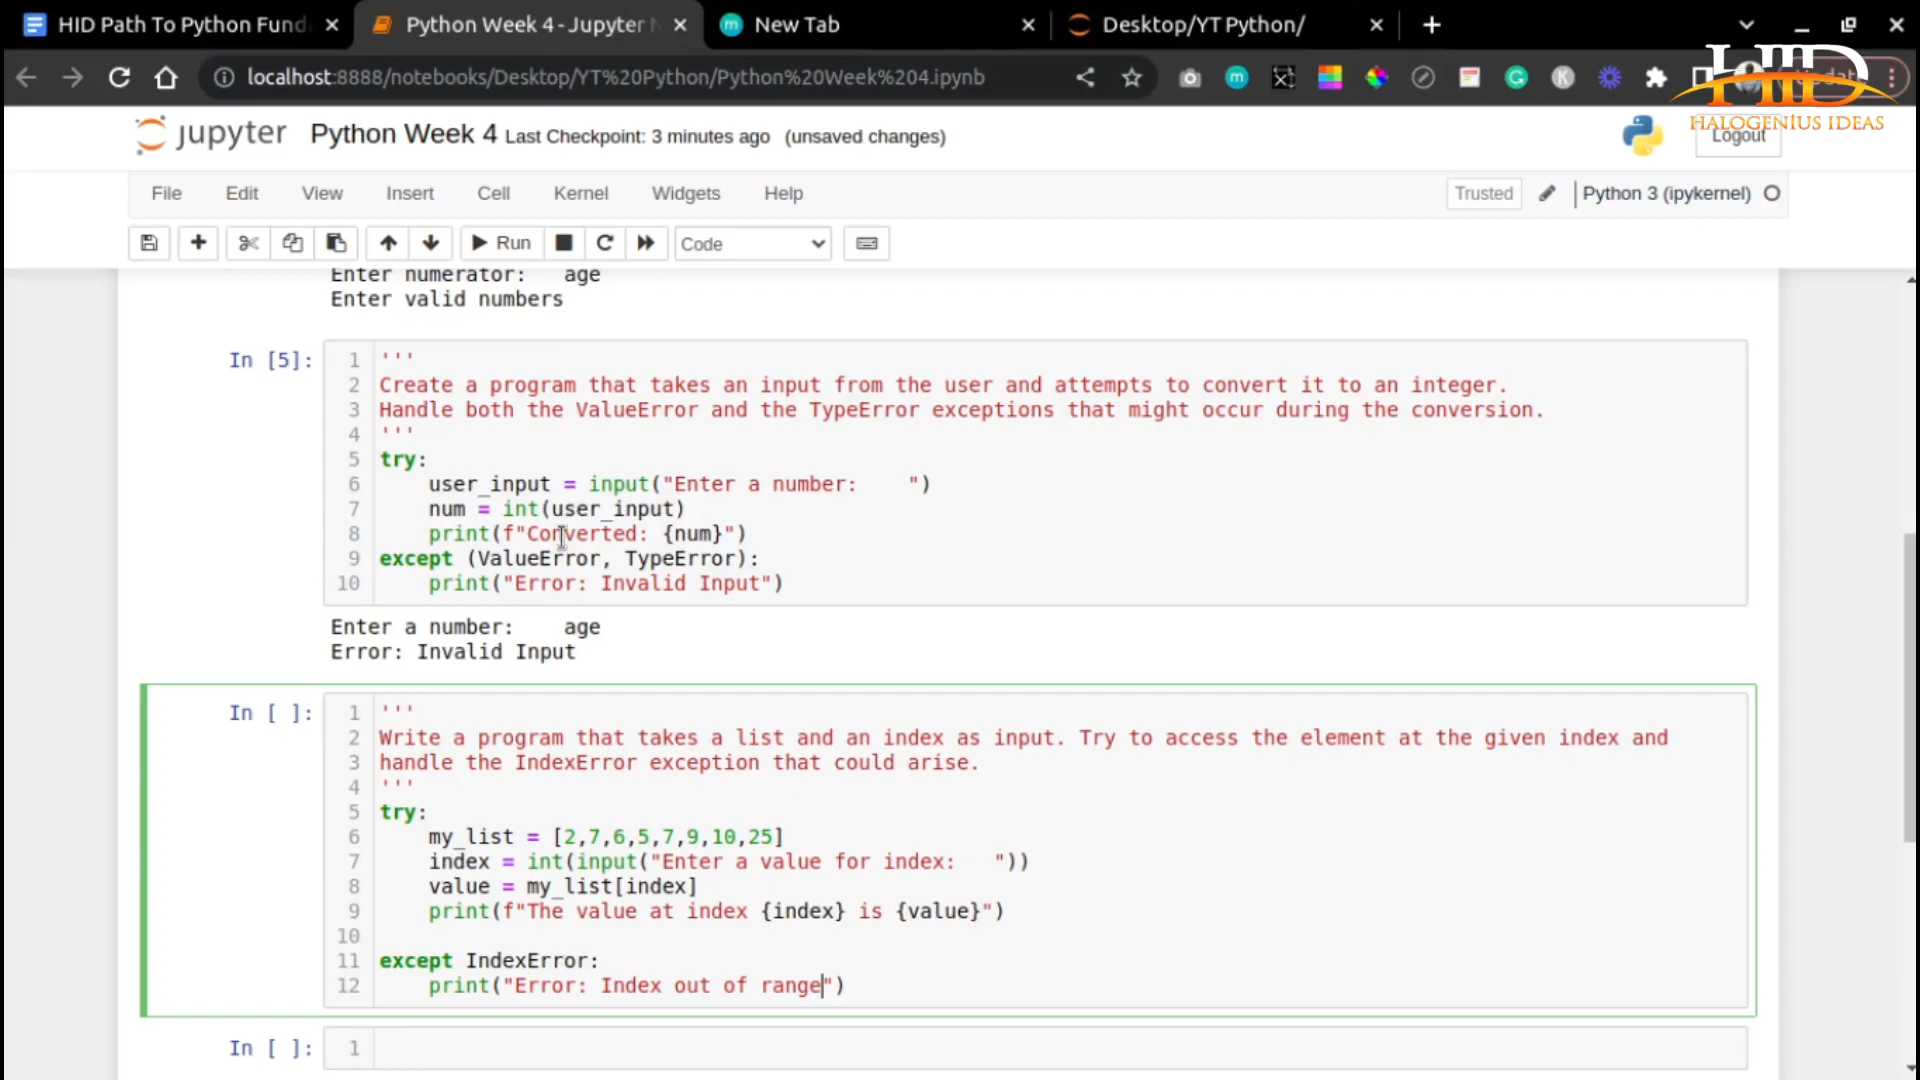 HID Path To Python Fund
Python Week 4 - Jupyter N
New Tab
Desktop/YT Python/
localhost:8888/notebooks/Desktop/YT%20Python/Python%20Week%204.ipynb
HID
HALOGENIUS IDEAS
jupyter Python Week 4 Last Checkpoint: 3 minutes ago (unsaved changes)
Logout
File Edit View Insert Cell Kernel Widgets Help
Trusted Python 3 (ipykernel)
Run Code
Enter numerator: age
Enter valid numbers
In [5]:
1 '''
2 Create a program that takes an input from the user and attempts to convert it to an integer.
3 Handle both the ValueError and the TypeError exceptions that might occur during the conversion.
4 '''
5 try:
6 user_input = input("Enter a number:    ")
7 num = int(user_input)
8 print(f"Converted: {num}")
9 except (ValueError, TypeError):
10 print("Error: Invalid Input")
Enter a number: age
Error: Invalid Input
In [ ]:
1 '''
2 Write a program that takes a list and an index as input. Try to access the element at the given index and
3 handle the IndexError exception that could arise.
4 '''
5 try:
6 my_list = [2,7,6,5,7,9,10,25]
7 index = int(input("Enter a value for index:   "))
8 value = my_list[index]
9 print(f"The value at index {index} is {value}")
10
11 except IndexError:
12 print("Error: Index out of range")
In [ ]: 1